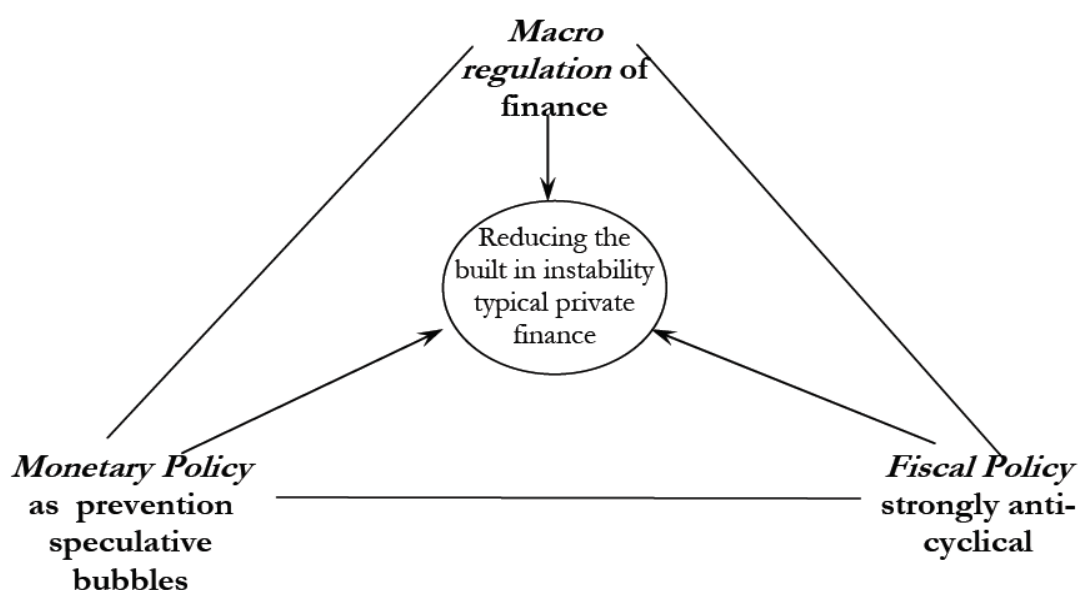 Macro
regulation of
finance
Reducing the
built in instability
typical private
finance
Monetary Policy
as prevention
speculative
bubbles
Fiscal Policy
strongly anti-
cyclical